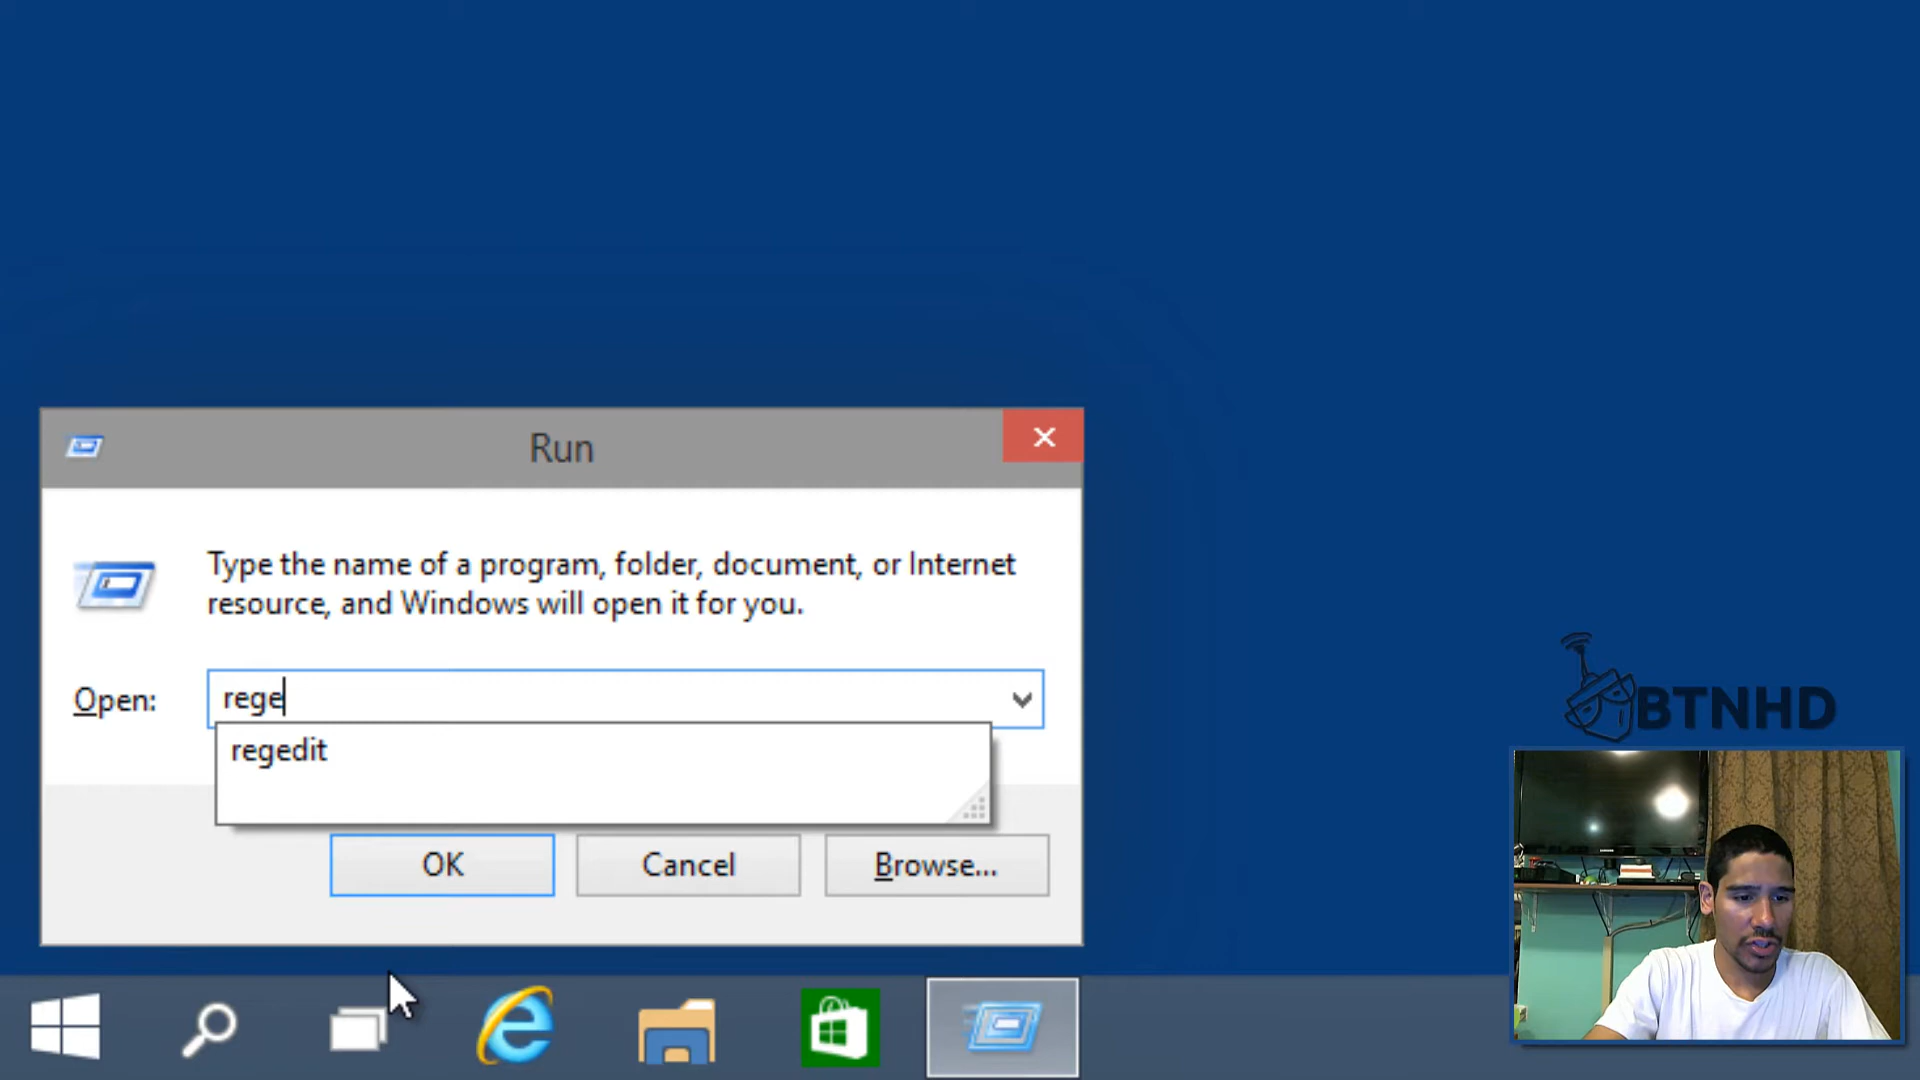 Run
Type the name of a program, folder, document, or Internet
resource, and Windows will open it for you.
Open:
rege
regedit
OK
Cancel
Browse...
BTNHD